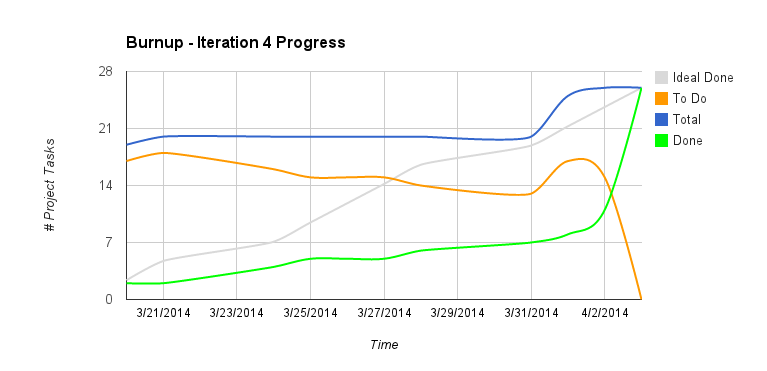 Burnup - Iteration 4 Progress
28
21
14
7
0
# Project Tasks
3/21/2014 3/23/2014 3/25/2014 3/27/2014 3/29/2014 3/31/2014 4/2/2014
Time
Ideal Done
To Do
Total
Done